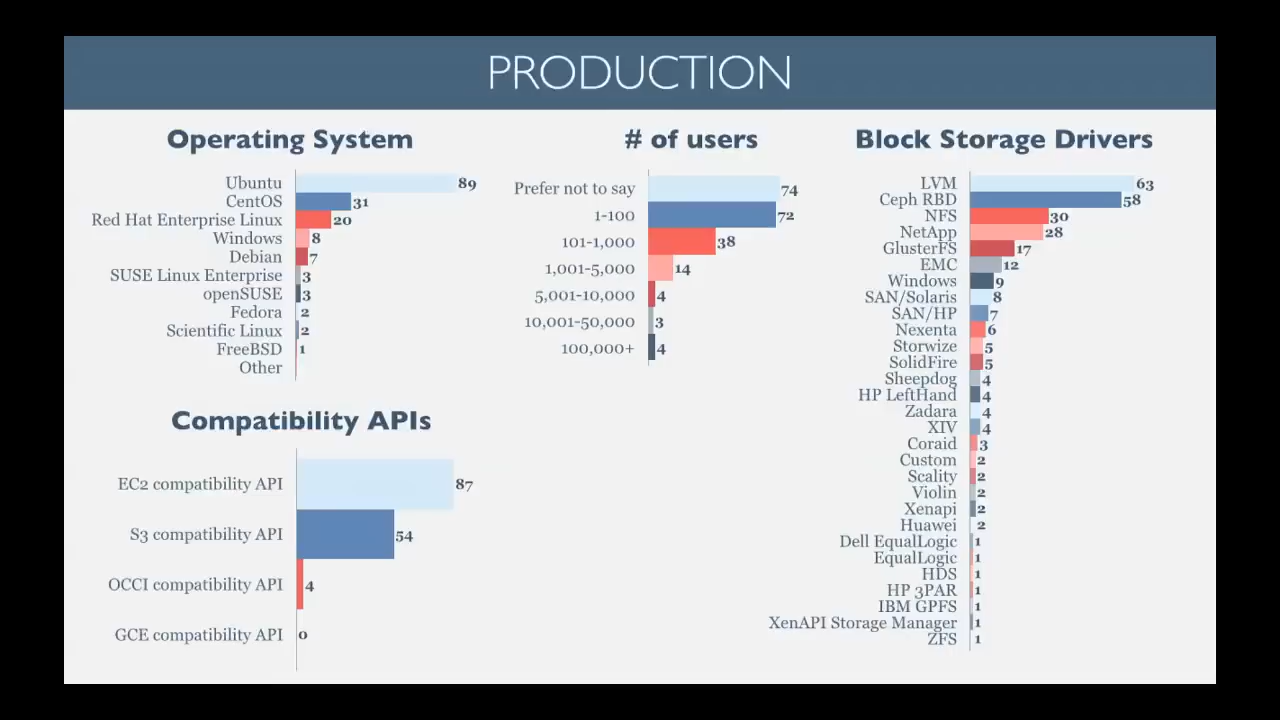 PRODUCTION
Operating System
Ubuntu 89
CentOS 31
Red Hat Enterprise Linux 20
Windows 8
Debian 7
SUSE Linux Enterprise 3
openSUSE 3
Fedora 2
Scientific Linux 2
FreeBSD 1
Other
Compatibility APIs
EC2 compatibility API 87
S3 compatibility API 54
OCCI compatibility API 4
GCE compatibility API 0
# of users
Prefer not to say 74
1-100 72
101-1,000 38
1,001-5,000 14
5,001-10,000 4
10,001-50,000 3
100,000+ 4
Block Storage Drivers
LVM 63
Ceph RBD 58
NFS 30
NetApp 28
GlusterFS 17
EMC 12
Windows 9
SAN/Solaris 8
SAN/HP 7
Nexenta 6
Storwize 5
SolidFire 5
Sheepdog 4
HP LeftHand 4
Zadara 4
XIV 4
Coraid 3
Custom 2
Scality 2
Violin 2
Xenapi 2
Huawei 2
Dell EqualLogic 1
EqualLogic 1
HDS 1
HP 3PAR 1
IBM GPFS 1
XenAPI Storage Manager 1
ZFS 1